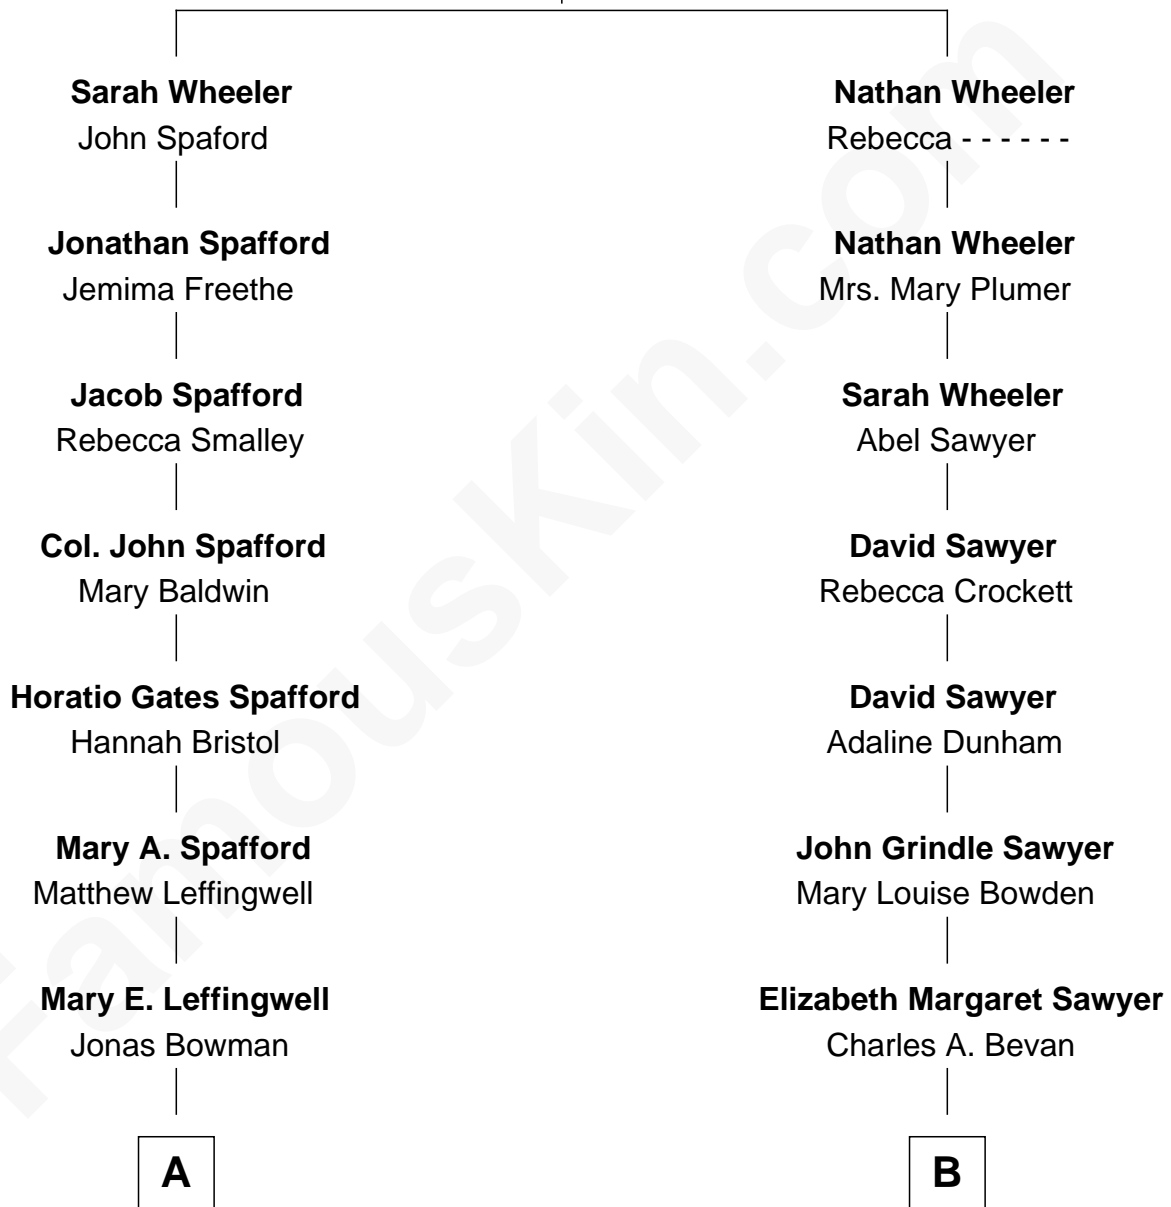 Sarah Wheeler
John Spaford
Jonathan Spafford
Jemima Freethe
Jacob Spafford
Rebecca Smalley
Col. John Spafford
Mary Baldwin
Horatio Gates Spafford
Hannah Bristol
Mary A. Spafford
Matthew Leffingwell
Mary E. Leffingwell
Jonas Bowman
A
Nathan Wheeler
Rebecca - - - - - -
Nathan Wheeler
Mrs. Mary Plumer
Sarah Wheeler
Abel Sawyer
David Sawyer
Rebecca Crockett
David Sawyer
Adaline Dunham
John Grindle Sawyer
Mary Louise Bowden
Elizabeth Margaret Sawyer
Charles A. Bevan
B
FamousKin.com